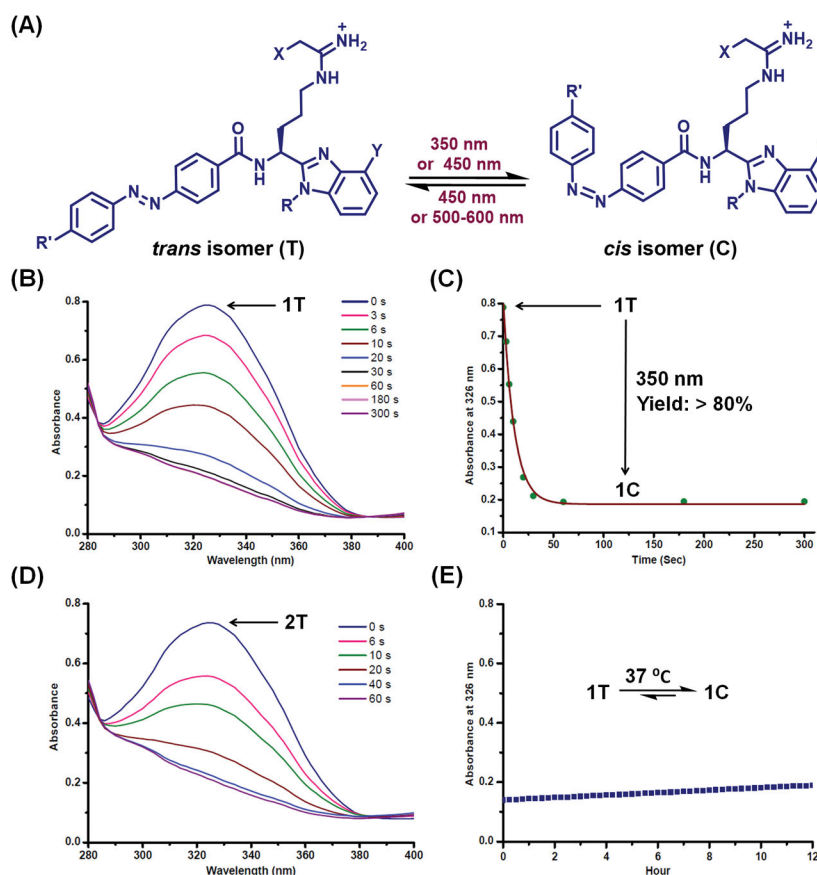 (A)
X
NH₂
+
NH
R'
O
N
H
N
Y
N
R
N
N
R'
trans isomer (T)
350 nm
or 450 nm
450 nm
or 500-600 nm
X
NH₂
+
NH
R'
O
N
H
N
N
R
N
N
cis isomer (C)
(B)
0.8
0.6
0.4
0.2
0.0
Absorbance
280 300 320 340 360 380 400
Wavelength (nm)
1T
0 s
3 s
6 s
10 s
20 s
30 s
60 s
180 s
300 s
(C)
0.8
0.7
0.6
0.5
0.4
0.3
0.2
0.1
Absorbance at 326 nm
0 50 100 150 200 250 300
Time (Sec)
1T
350 nm
Yield: > 80%
1C
(D)
0.8
0.6
0.4
0.2
0.0
Absorbance
280 300 320 340 360 380 400
Wavelength (nm)
2T
0 s
6 s
10 s
20 s
40 s
60 s
(E)
0.8
0.6
0.4
0.2
0.0
Absorbance at 326 nm
0 2 4 6 8 10 12
Hour
37 ⁰C
1T 1C